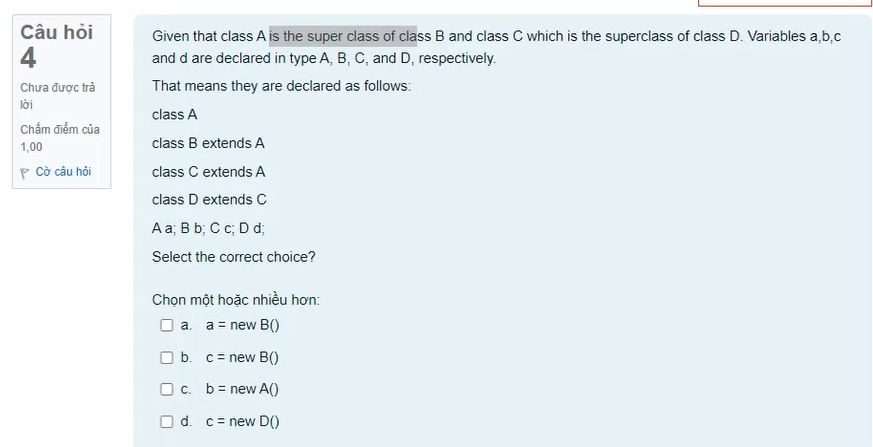 Câu hỏi
4
Chưa được trả
lời
Chấm điểm của
1,00
Cờ câu hỏi
Given that class A is the super class of class B and class C which is the superclass of class D. Variables a,b,c
and d are declared in type A, B, C, and D, respectively.
That means they are declared as follows:
class A
class B extends A
class C extends A
class D extends C
A a; B b; C c; D d;
Select the correct choice?
Chọn một hoặc nhiều hơn:
a. a = new B()
b. c = new B()
c. b = new A()
d. c = new D()